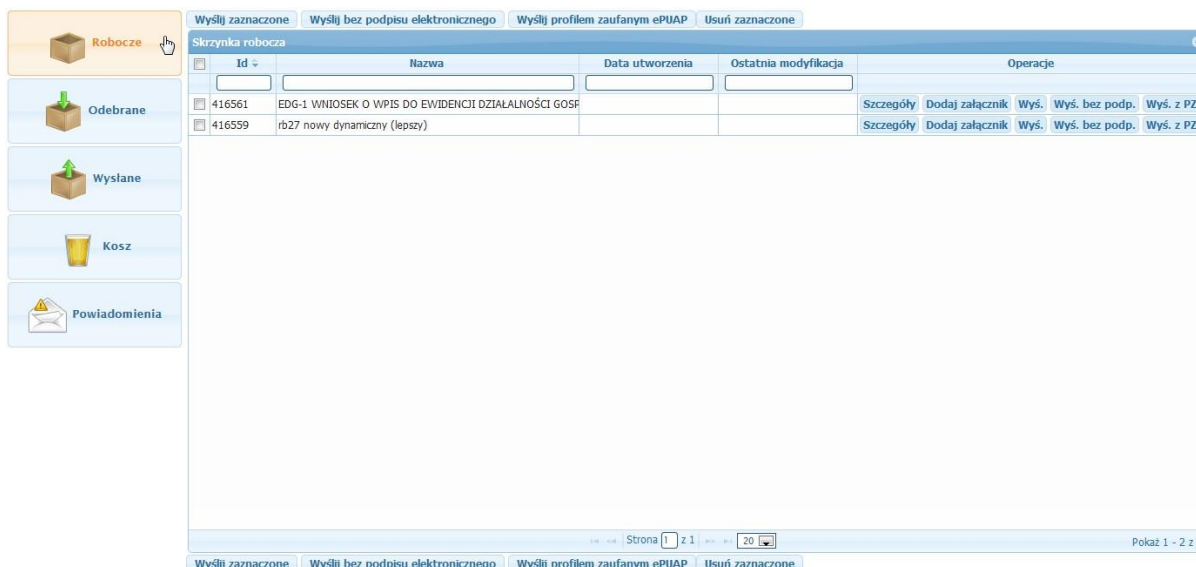 Wyślij zaznaczone Wyślij bez podpisu elektronicznego Wyślij profilem zaufanym ePUAP Usuń zaznaczone
Robocze
Skrzynka robocza
Id Nazwa Data utworzenia Ostatnia modyfikacja Operacje
416561 EDG-1 WNIOSEK O WPIS DO EWIDENCJI DZIAŁALNOŚCI GOSP Szczegóły Dodaj załącznik Wyś. Wyś. bez podp. Wyś. z PZ
Odebrane
416559 rb27 nowy dynamiczny (lepszy) Szczegóły Dodaj załącznik Wyś. Wyś. bez podp. Wyś. z PZ
Wysłane
Kosz
Powiadomienia
Strona 1 z 1 20 Pokaż 1 - 2 z
Wyślij zaznaczone Wyślij bez podpisu elektronicznego Wyślij profilem zaufanym ePUAP Usuń zaznaczone